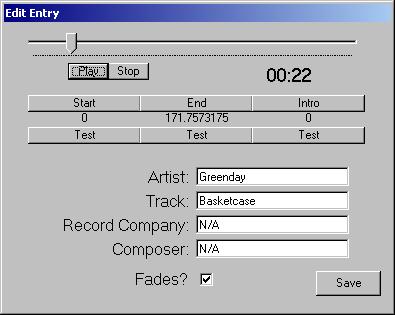 Edit Entry
Play Stop 00:22
Start End Intro
0 171.7573175 0
Test Test Test
Artist: Greenday
Track: Basketcase
Record Company: N/A
Composer: N/A
Fades? Save